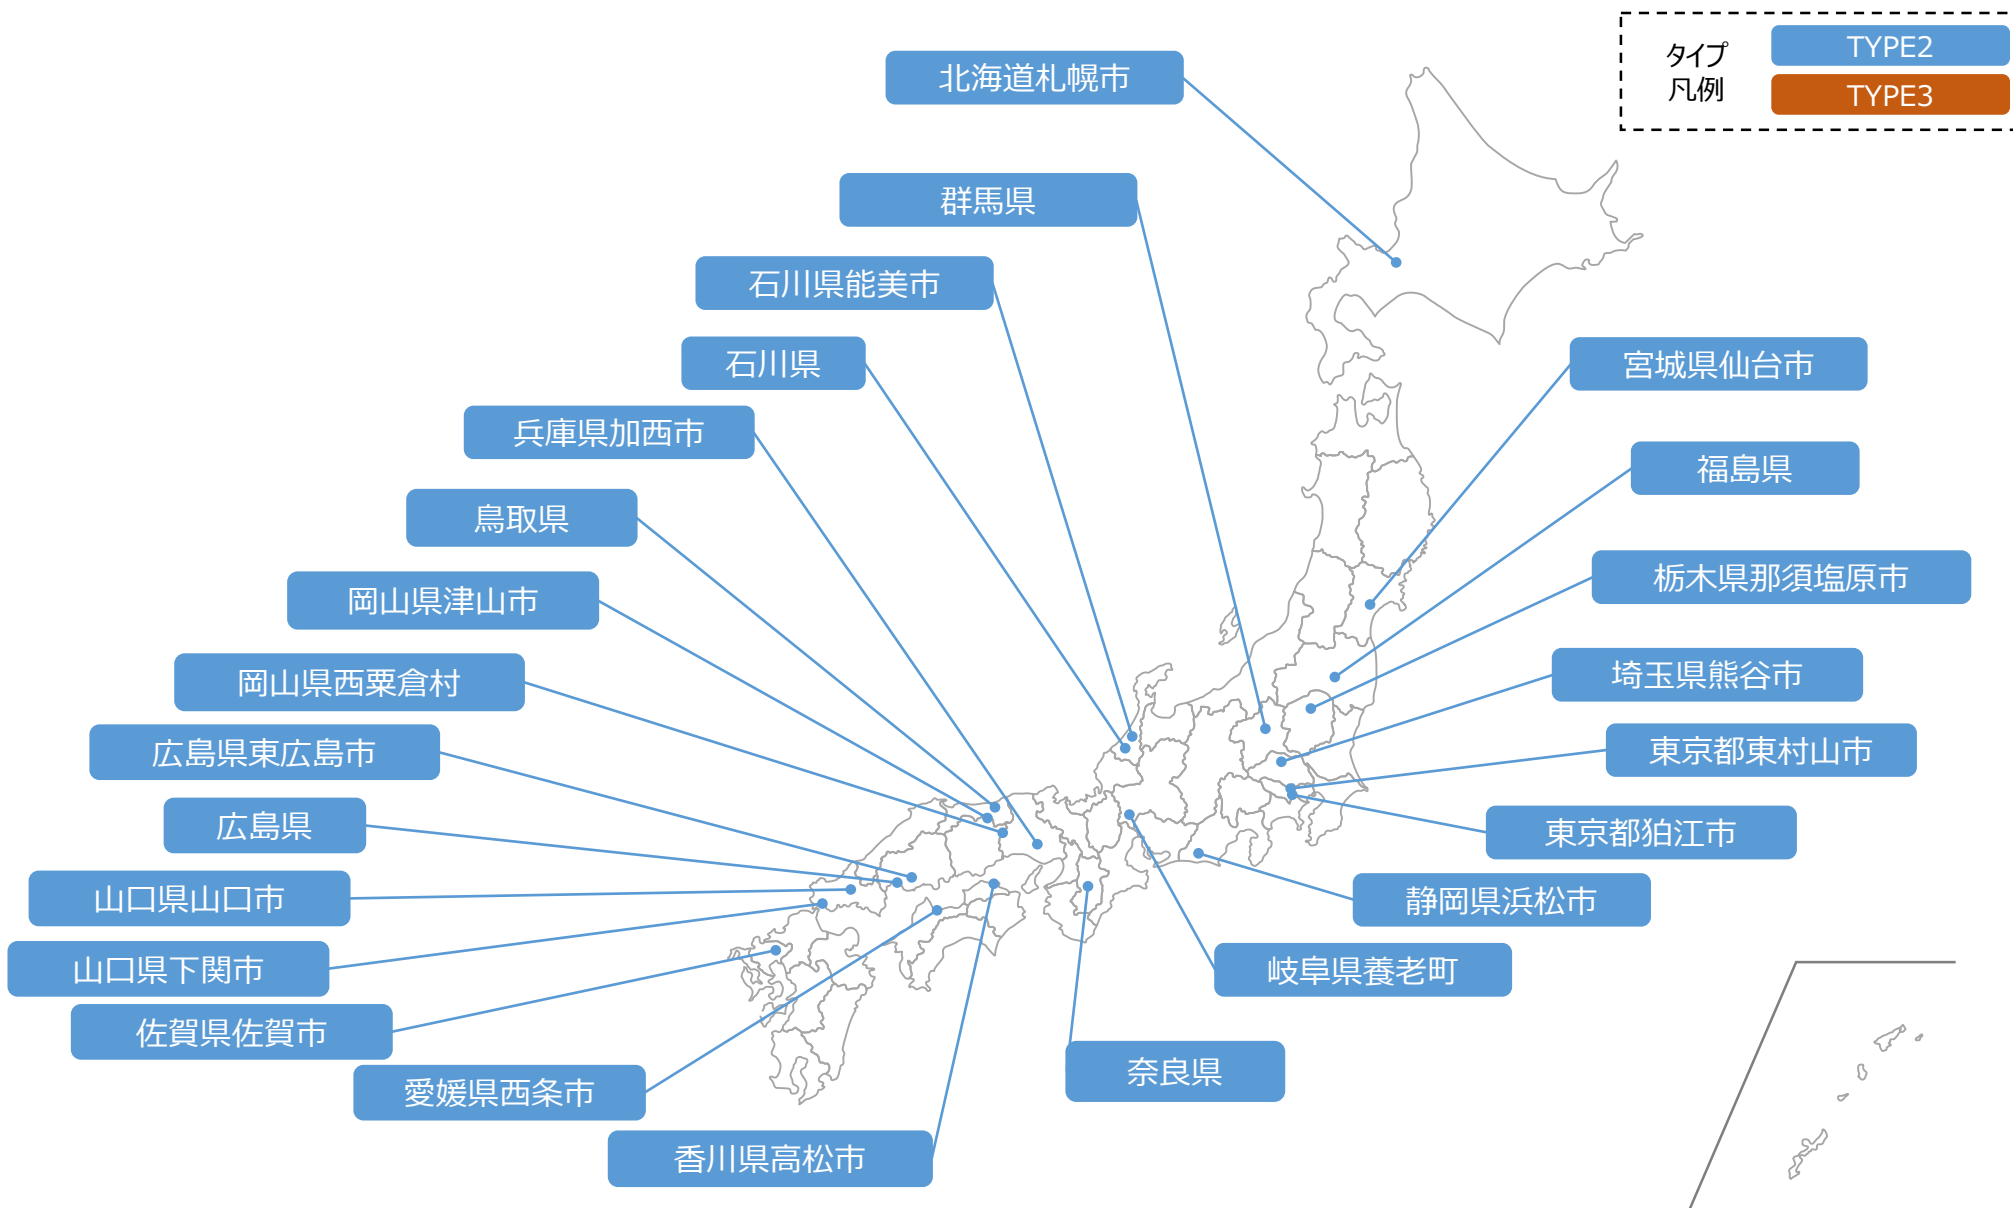 タイプ
凡例
TYPE2
TYPE3
北海道札幌市
群馬県
石川県能美市
石川県
兵庫県加西市
鳥取県
岡山県津山市
岡山県西粟倉村
広島県東広島市
広島県
山口県山口市
山口県下関市
佐賀県佐賀市
愛媛県西条市
香川県高松市
宮城県仙台市
福島県
栃木県那須塩原市
埼玉県熊谷市
東京都東村山市
東京都狛江市
静岡県浜松市
岐阜県養老町
奈良県